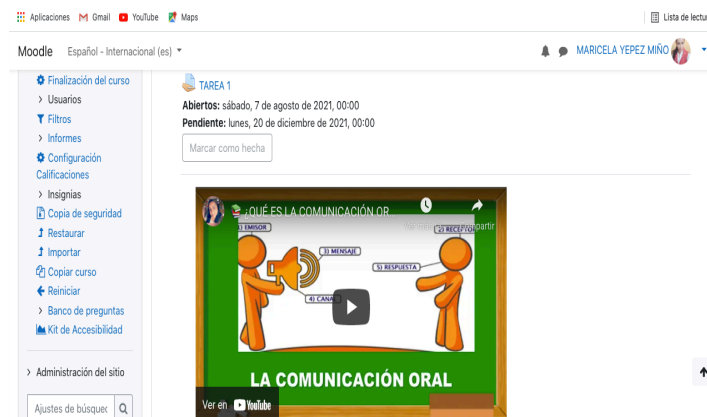 Aplicaciones Gmail YouTube Maps Lista de lectur
Moodle Español - Internacional (es) MARICELA YEPEZ MIÑO
Finalización del curso
Usuarios
Filtros
Informes
Configuración
Calificaciones
Insignias
Copia de seguridad
Restaurar
Importar
Copiar curso
Reiniciar
Banco de preguntas
Kit de Accesibilidad
Administración del sitio
Ajustes de búsquec
TAREA 1
Abiertos: sábado, 7 de agosto de 2021, 00:00
Pendiente: lunes, 20 de diciembre de 2021, 00:00
Marcar como hecha
¿QUÉ ES LA COMUNICACIÓN OR...
1) EMISOR
2) RECEPTOR
3) MENSAJE
5) RESPUESTA
4) CANAL
LA COMUNICACIÓN ORAL
Ver en YouTube